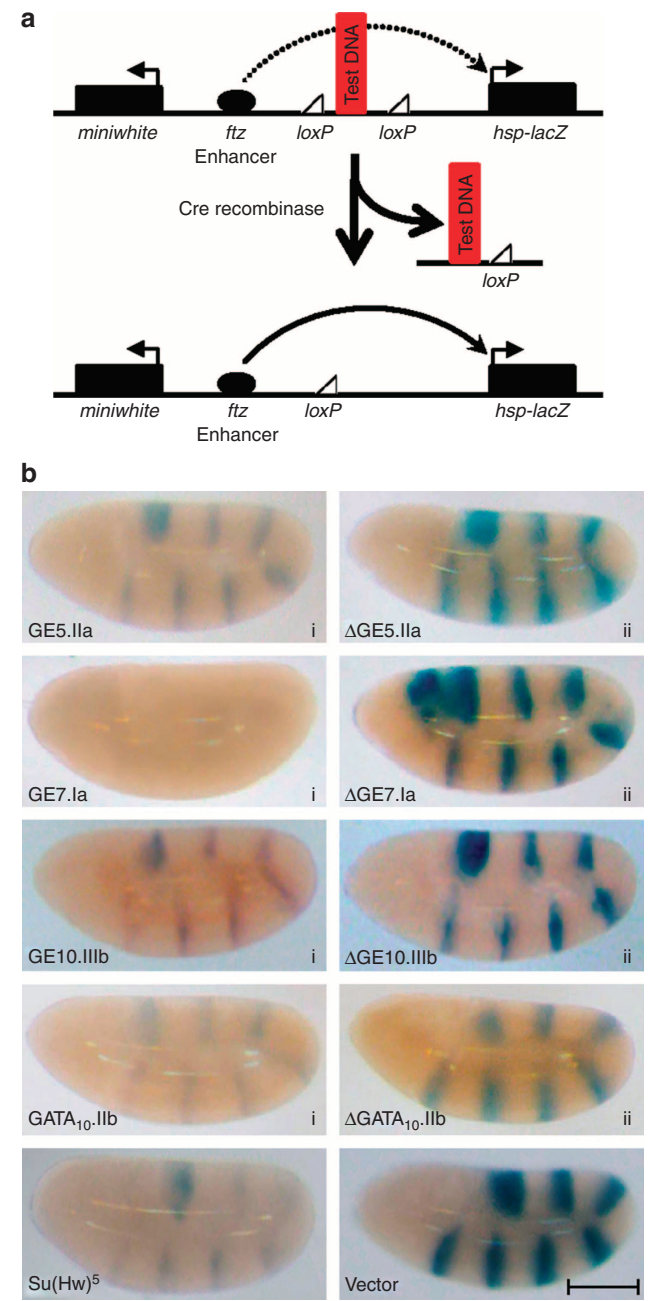 a
Test DNA
miniwhite ftz loxP loxP hsp-lacZ
Enhancer
Cre recombinase
Test DNA
loxP
miniwhite ftz loxP hsp-lacZ
Enhancer
b
GE5.IIa i ΔGE5.IIa ii
GE7.Ia i ΔGE7.Ia ii
GE10.IIIb i ΔGE10.IIIb ii
GATA₁₀.IIb i ΔGATA₁₀.IIb ii
Su(Hw)⁵ Vector